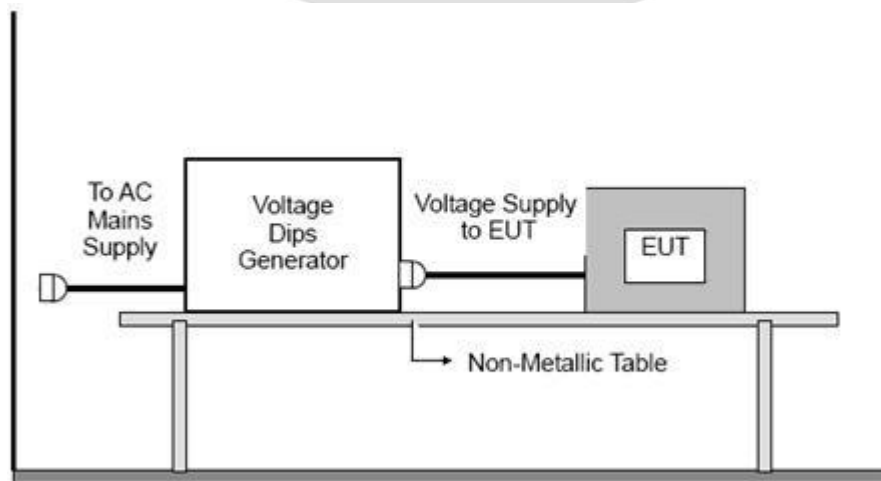 To AC
Mains
Supply
Voltage
Dips
Generator
Voltage Supply
to EUT
EUT
Non-Metallic Table